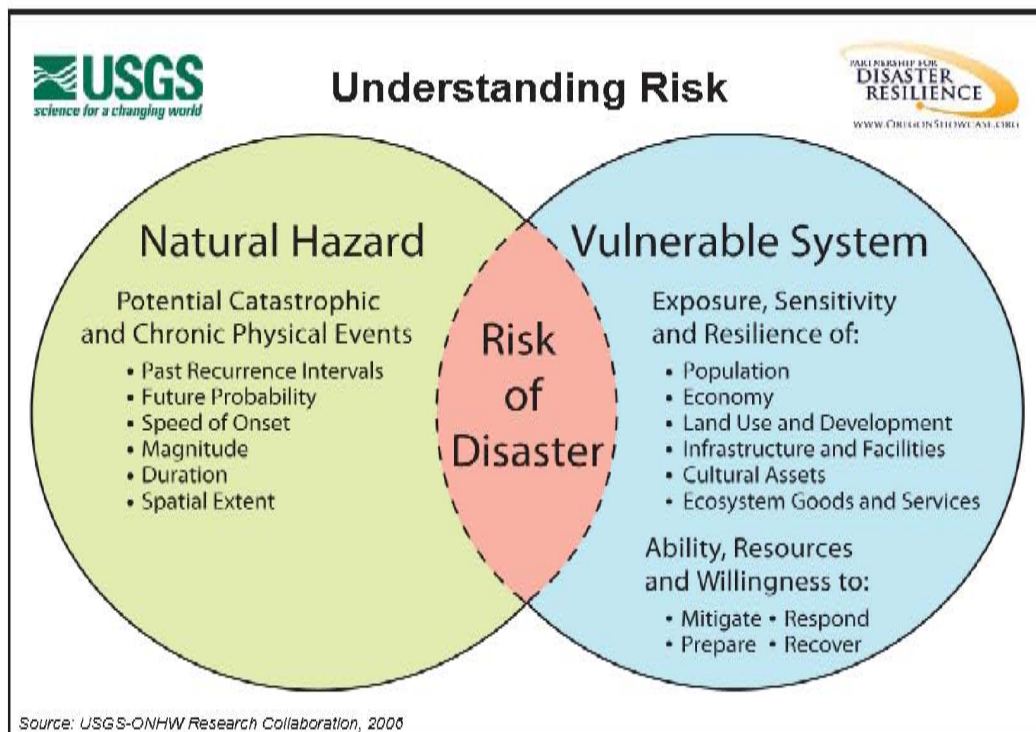 USGS
science for a changing world
Understanding Risk
PARTNERSHIP FOR
DISASTER
RESILIENCE
WWW.OREGONSHOWCASE.ORG
Natural Hazard
Potential Catastrophic
and Chronic Physical Events
• Past Recurrence Intervals
• Future Probability
• Speed of Onset
• Magnitude
• Duration
• Spatial Extent
Risk
of
Disaster
Vulnerable System
Exposure, Sensitivity
and Resilience of:
• Population
• Economy
• Land Use and Development
• Infrastructure and Facilities
• Cultural Assets
• Ecosystem Goods and Services
Ability, Resources
and Willingness to:
• Mitigate • Respond
• Prepare • Recover
Source: USGS-ONHW Research Collaboration, 2006